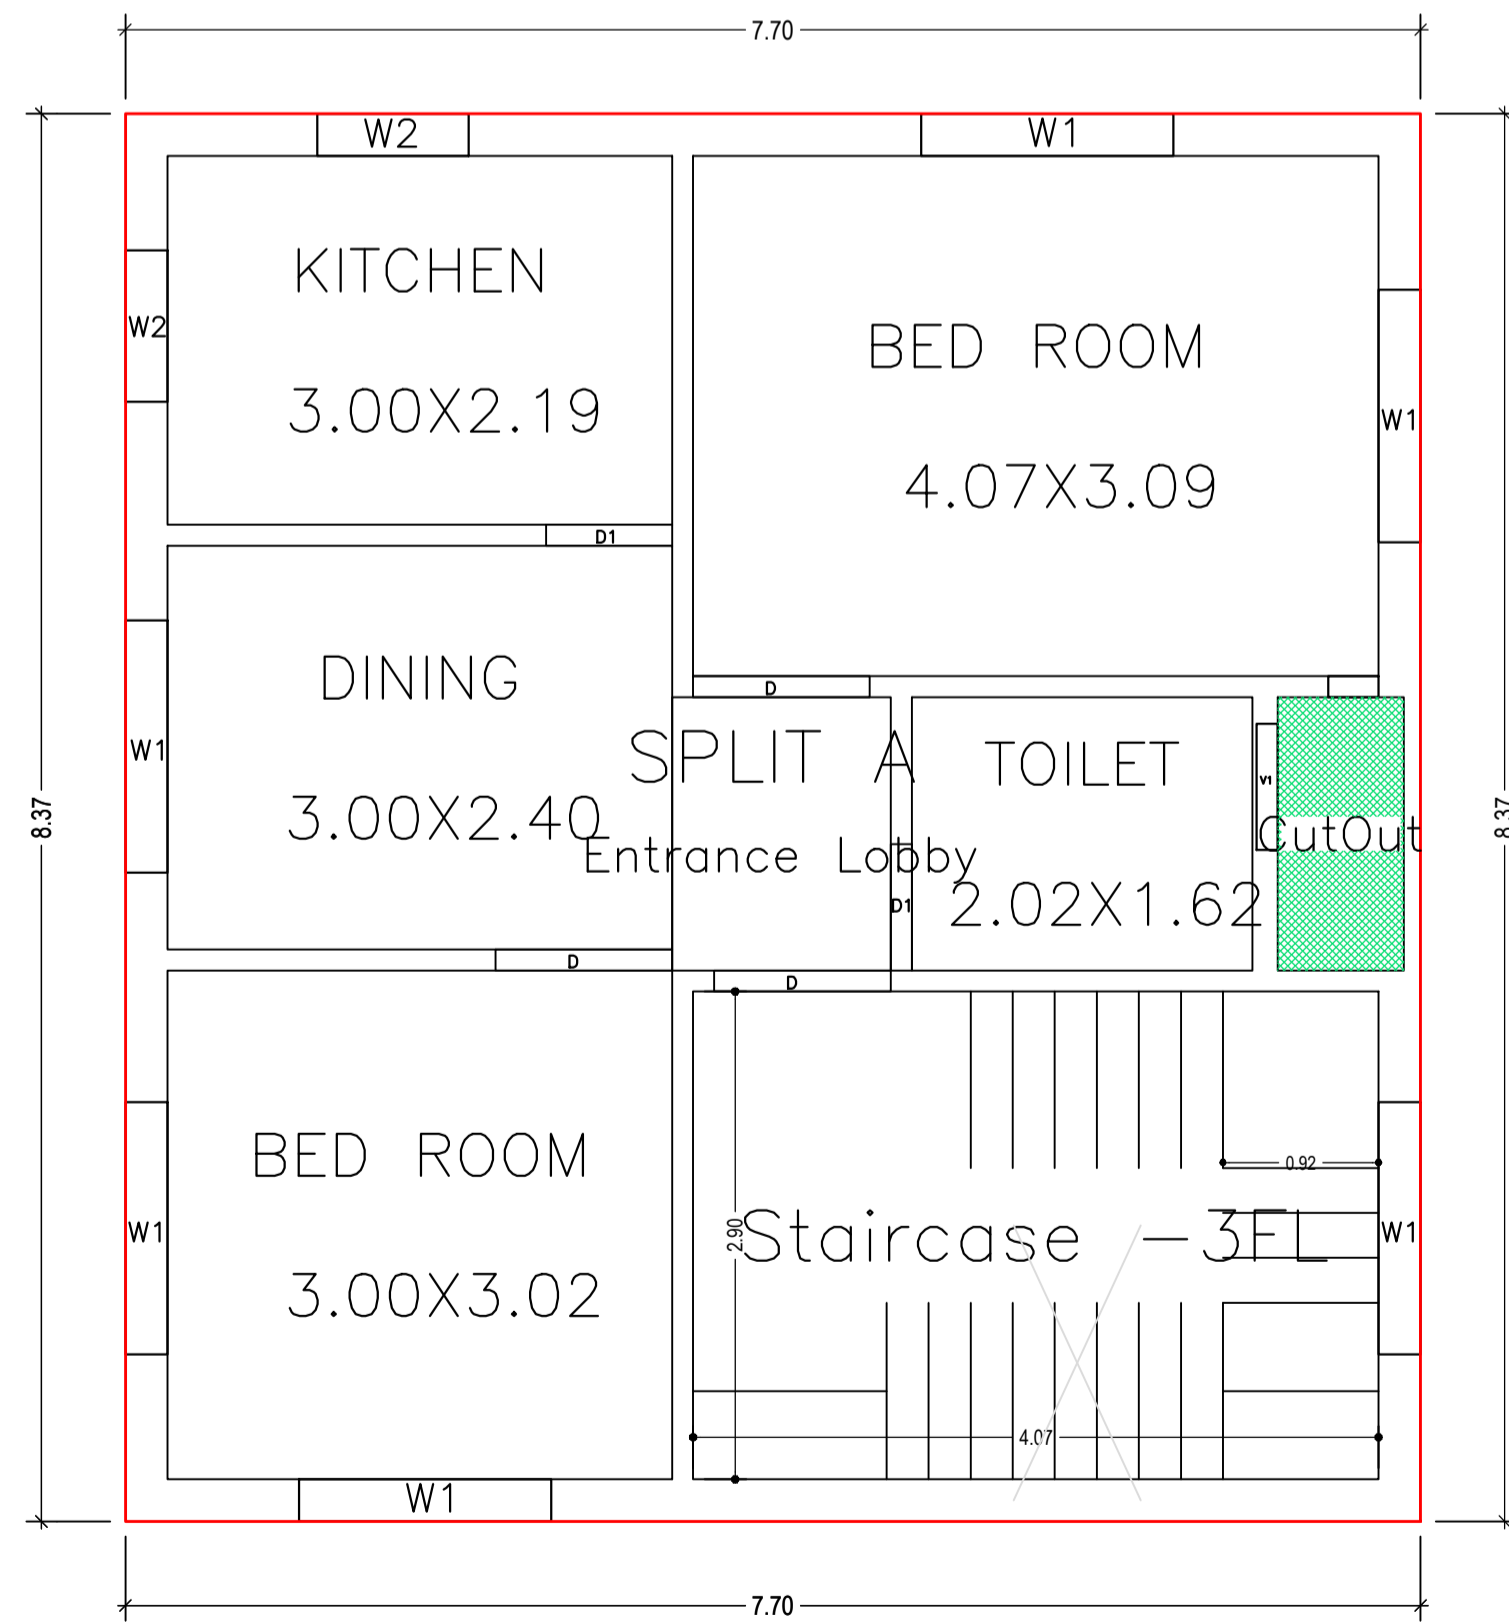 7.70
W2
W1
KITCHEN
W2
BED ROOM
3.00X2.19
W1
4.07X3.09
D1
DINING
D
SPLIT A
TOILET
W1
V1
8.37
3.00X2.40
CutOut
8.37
Entrance Lobby
D1
2.02X1.62
D
D
BED ROOM
0.92
W1
2.90
Staircase -3FL
W1
3.00X3.02
4.07
W1
7.70